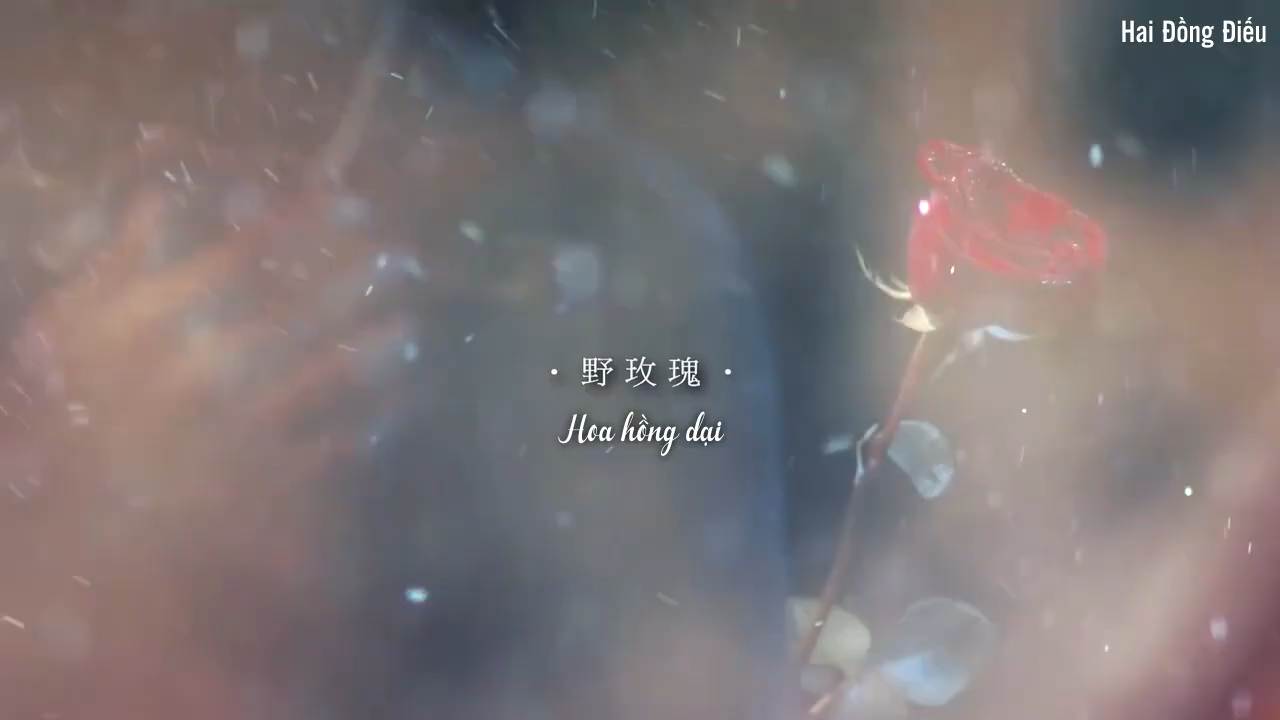 Hai Đồng Điếu
· 野玫瑰 ·
Hoa hồng dại